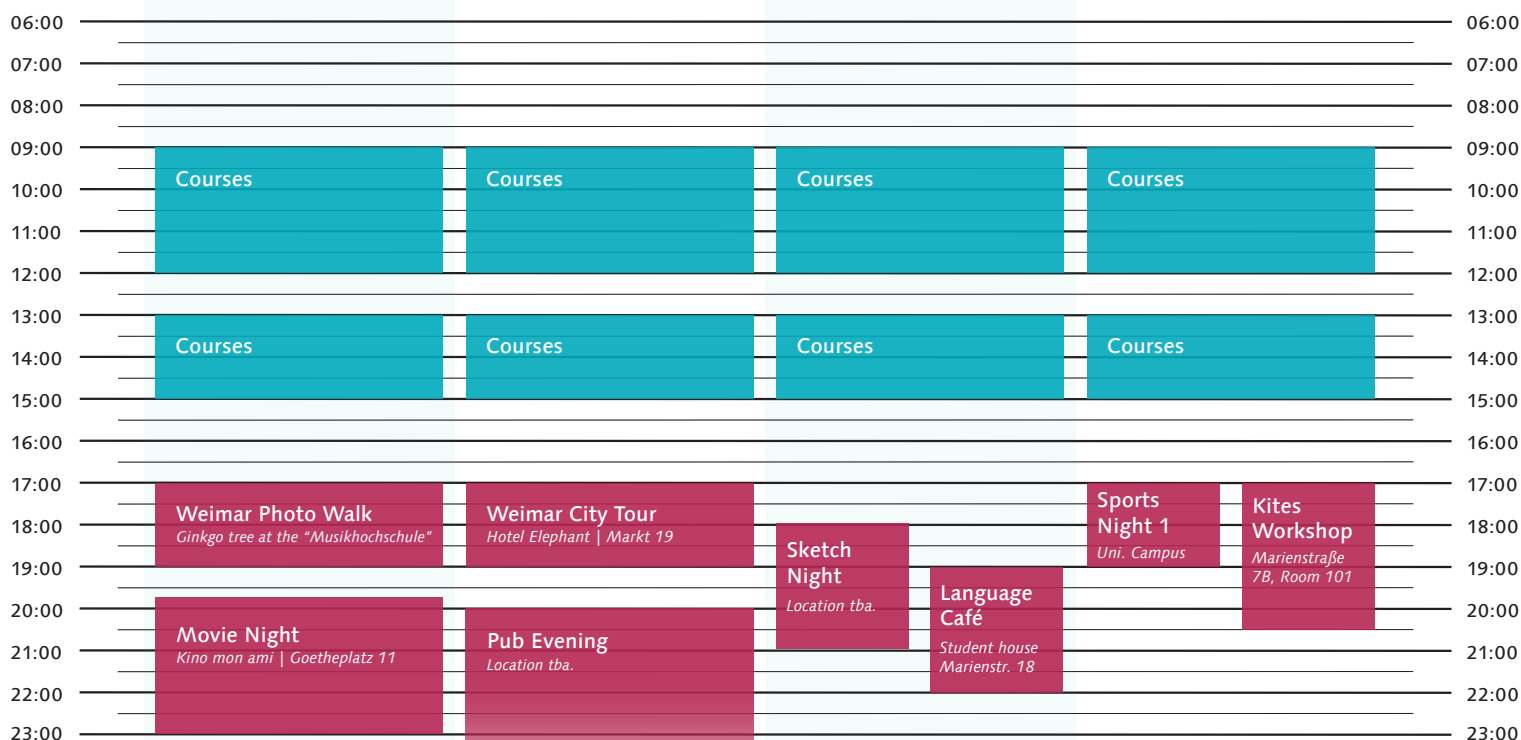 06:00 06:00
07:00 07:00
08:00 08:00
09:00 09:00
Courses Courses Courses Courses
10:00 10:00
11:00 11:00
12:00 12:00
13:00 13:00
Courses Courses Courses Courses
14:00 14:00
15:00 15:00
16:00 16:00
17:00 17:00
Weimar Photo Walk
Ginkgo tree at the “Musikhochschule”
Weimar City Tour
Hotel Elephant | Markt 19
Sports
Night 1
Uni. Campus
Kites
Workshop
Marienstraße
7B, Room 101
18:00 18:00
Sketch
Night
Location tba.
19:00 19:00
Language
Café
Student house
Marienstr. 18
20:00 20:00
Movie Night
Kino mon ami | Goetheplatz 11
Pub Evening
Location tba.
21:00 21:00
22:00 22:00
23:00 23:00